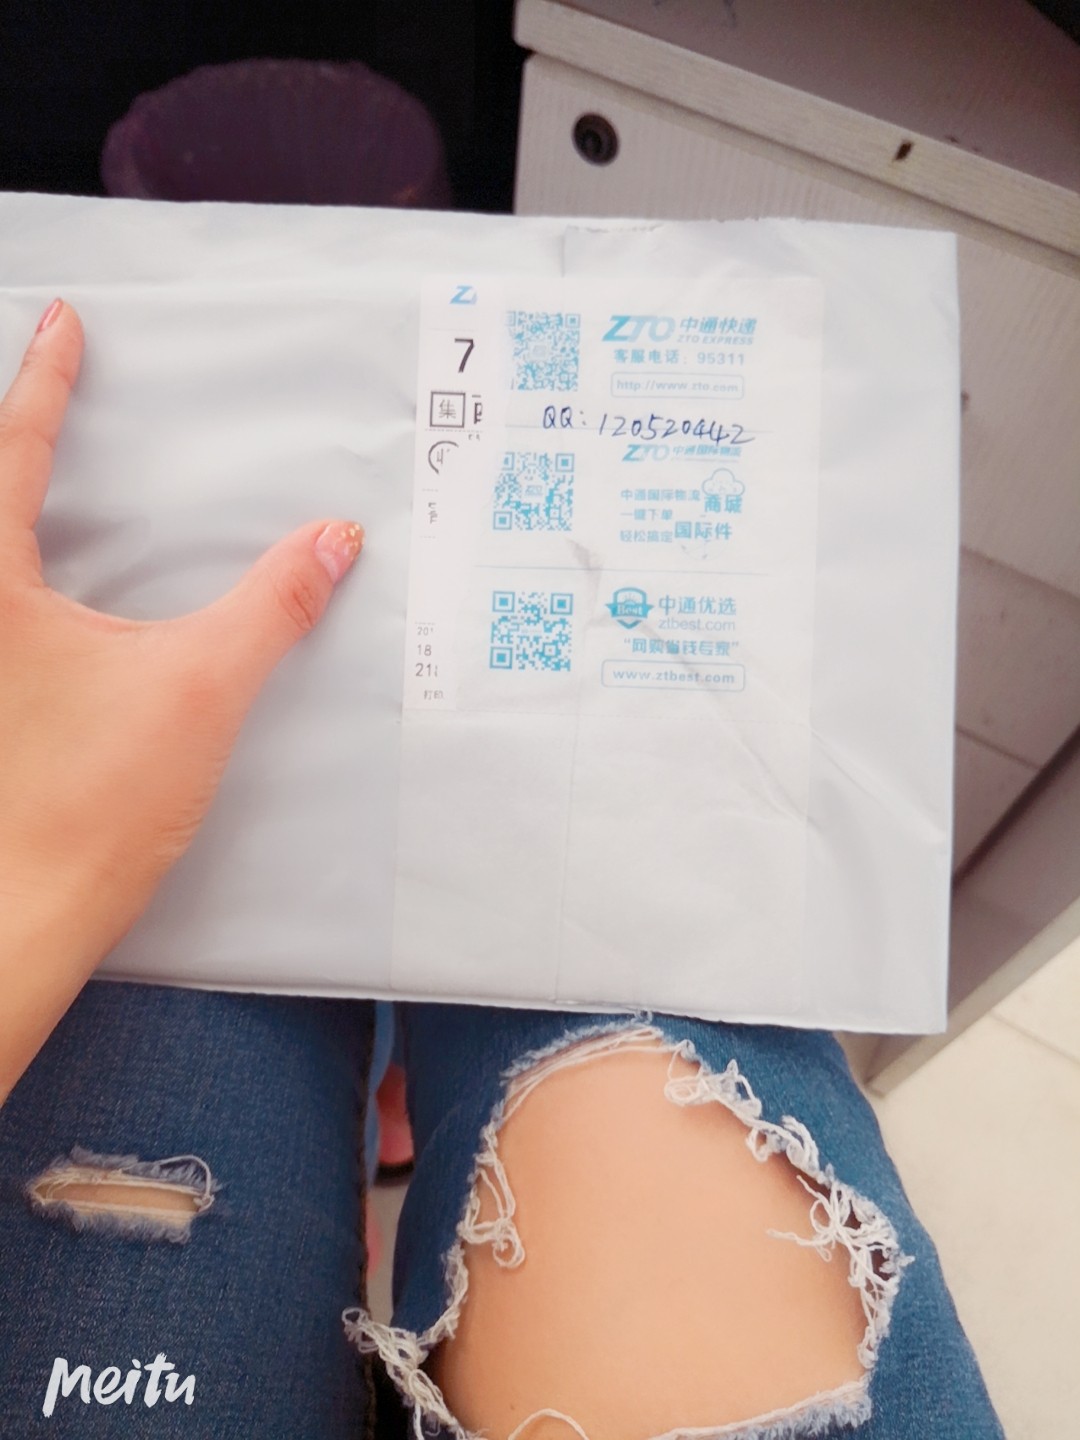 ZTO 中通快递
ZTO EXPRESS
客服电话：95311
http://www.zto.com
QQ：120520442
ZTO 中通国际物流
中通国际物流商城
一键下单
轻松搞定国际件
Best 中通优选
ztbest.com
“网购省钱专家”
www.ztbest.com
7
集
201
18
21
打印
Meitu